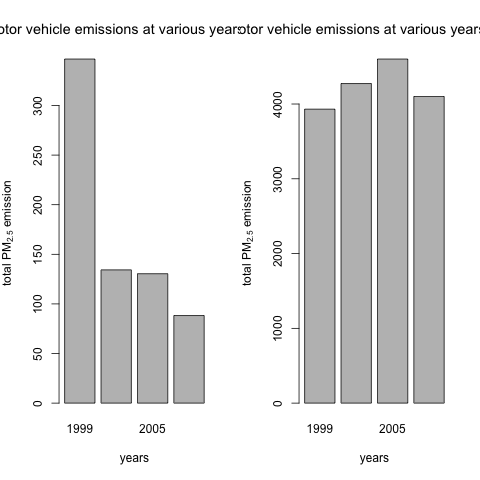 otor vehicle emissions at various years
otor vehicle emissions at various years
total PM2.5 emission
0
50
100
150
200
250
300
1999
2005
years
total PM2.5 emission
0
1000
2000
3000
4000
1999
2005
years